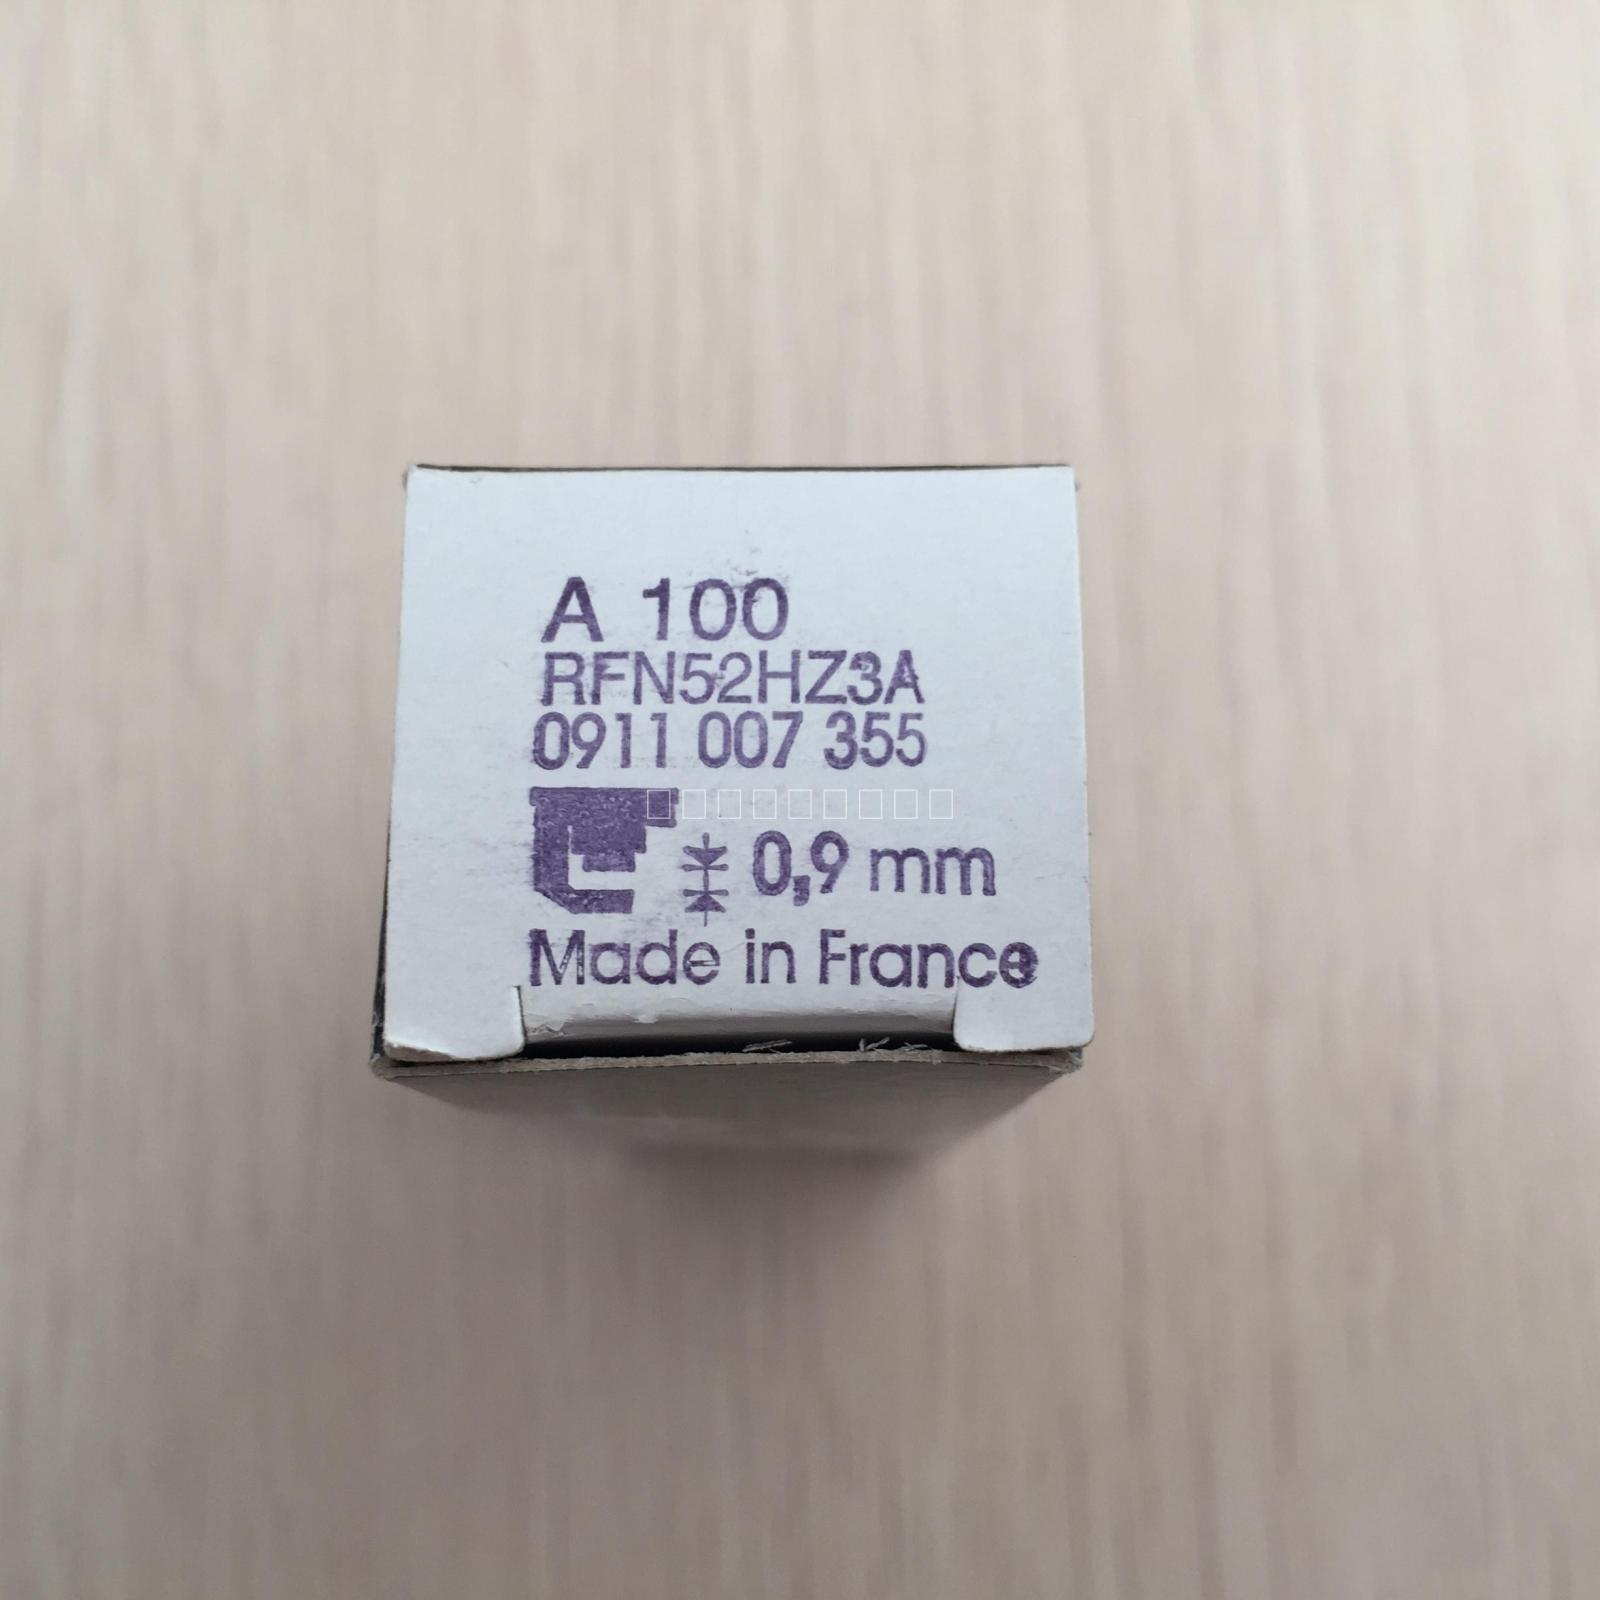 A 100
RFN52HZ3A
0911 007 355
0,9 mm
Made in France